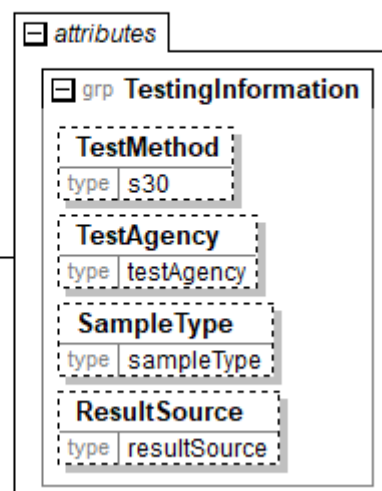 attributes
grp TestingInformation
TestMethod
type s30
TestAgency
type testAgency
SampleType
type sampleType
ResultSource
type resultSource